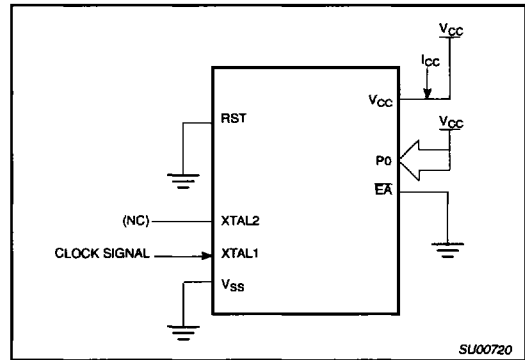 VCC
ICC
VCC
RST
VCC
P0
EA
(NC)
XTAL2
CLOCK SIGNAL
XTAL1
VSS
SU00720